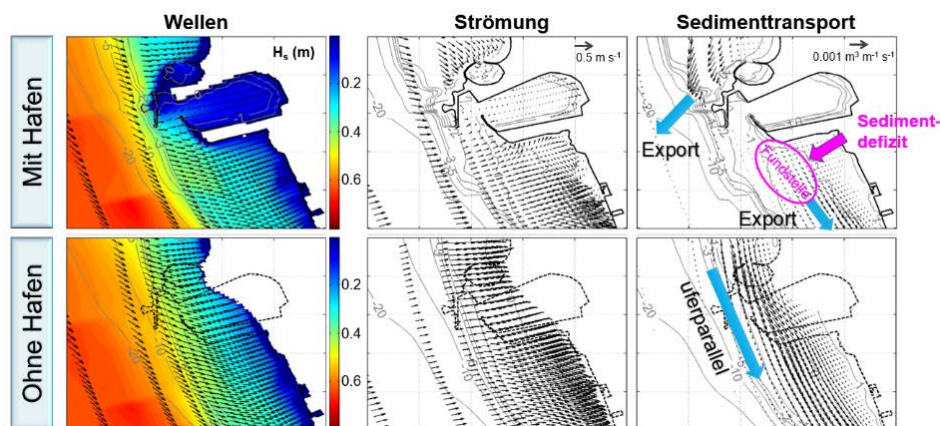 Wellen
Strömung
Sedimenttransport
Mit Hafen
Hs (m)
0.2
0.4
0.6
0.5 m s-1
0.001 m³ m-1 s-1
-20
Export
Sediment-
defizit
Fundstelle
Export
Ohne Hafen
0.2
0.4
0.6
uferparallel